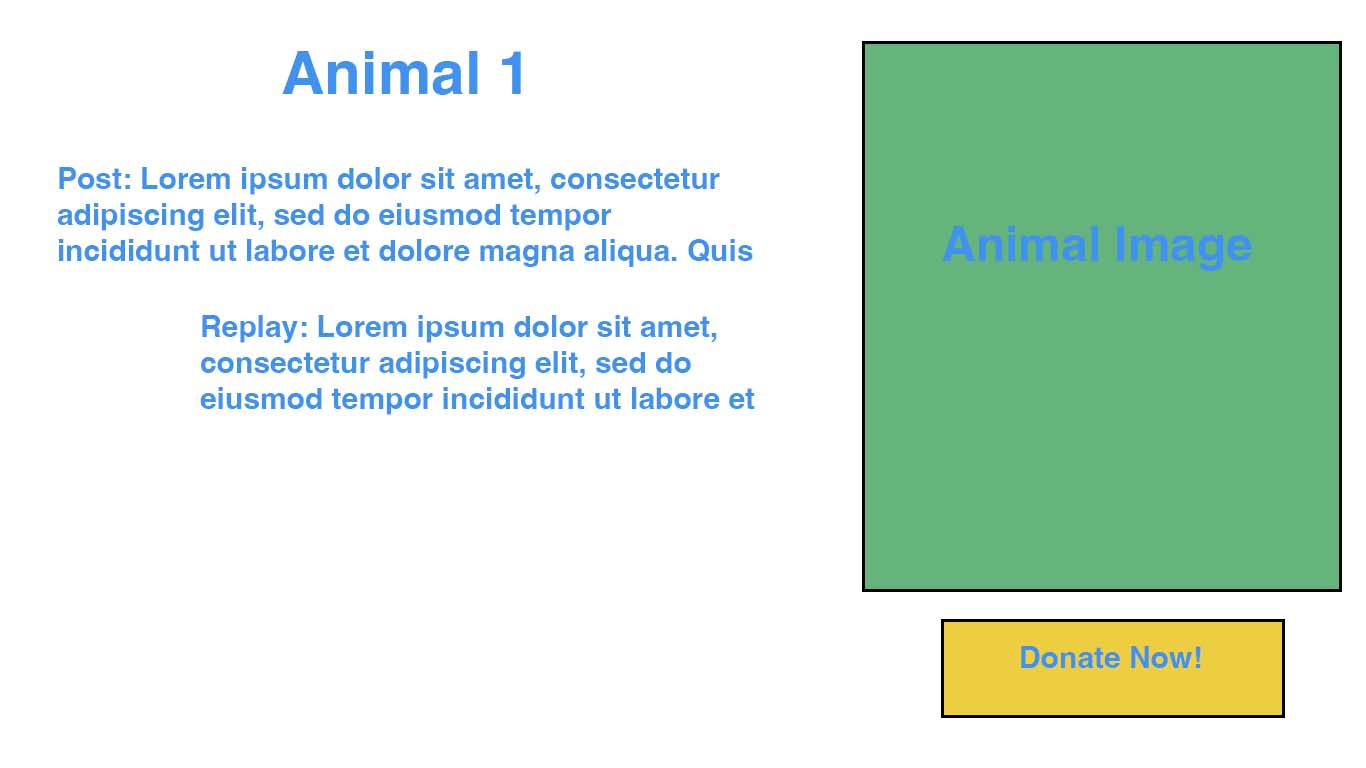 Animal 1
Post: Lorem ipsum dolor sit amet, consectetur
adipiscing elit, sed do eiusmod tempor
incididunt ut labore et dolore magna aliqua. Quis
Replay: Lorem ipsum dolor sit amet,
consectetur adipiscing elit, sed do
eiusmod tempor incididunt ut labore et
Animal Image
Donate Now!